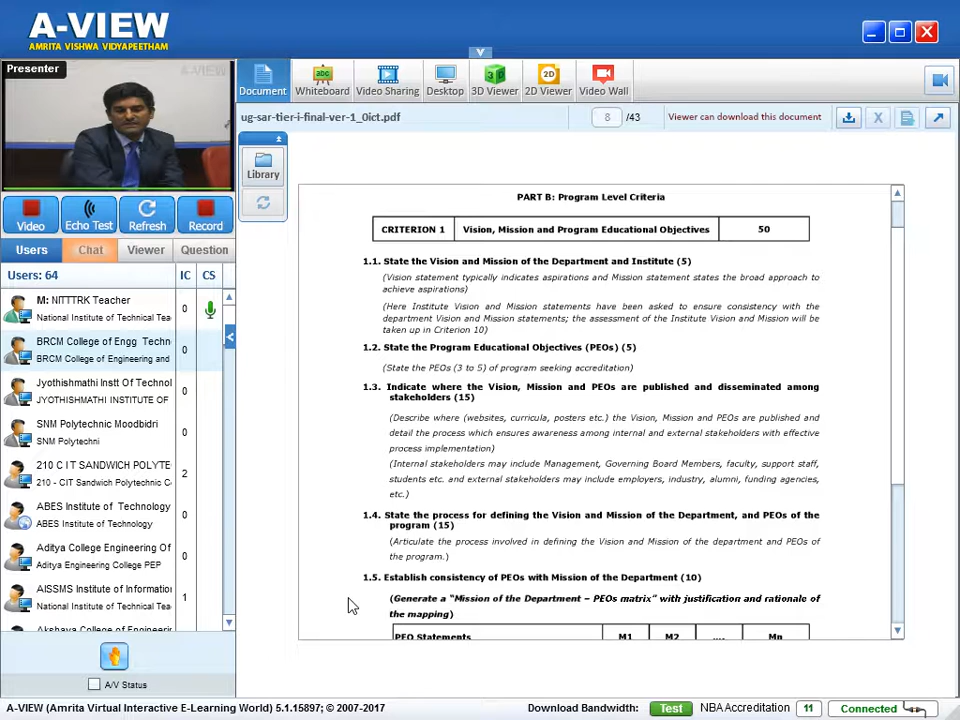 A-VIEW
AMRITA VISHWA VIDYAPEETHAM
Presenter
A-VIEW
Document
abc
Whiteboard
Video Sharing
Desktop
3D
3D Viewer
2D
2D Viewer
Video Wall
ug-sar-tier-i-final-ver-1_0ict.pdf
8 /43
Viewer can download this document
Library
Video
Echo Test
Refresh
Record
Users
Chat
Viewer
Question
Users: 64
IC
CS
M: NITTTRK Teacher
National Institute of Technical Tea
0
BRCM College of Engg Techn
BRCM College of Engineering and
0
Jyothishmathi Instt Of Technol
JYOTHISHMATHI INSTITUTE OF
0
SNM Polytechnic Moodbidri
SNM Polytechni
0
210 C I T SANDWICH POLYTE
210 - CIT Sandwich Polytechnic C
2
ABES Institute of Technology
ABES Institute of Technology
0
Aditya College Engineering Of
Aditya Engineering College PEP
0
AISSMS Institute of Informatio
National Institute of Technical Tea
1
Akshaya College of Engineerir
A/V Status
PART B: Program Level Criteria
CRITERION 1
Vision, Mission and Program Educational Objectives
50
1.1. State the Vision and Mission of the Department and Institute (5)
(Vision statement typically indicates aspirations and Mission statement states the broad approach to
achieve aspirations)
(Here Institute Vision and Mission statements have been asked to ensure consistency with the
department Vision and Mission statements; the assessment of the Institute Vision and Mission will be
taken up in Criterion 10)
1.2. State the Program Educational Objectives (PEOs) (5)
(State the PEOs (3 to 5) of program seeking accreditation)
1.3. Indicate where the Vision, Mission and PEOs are published and disseminated among
stakeholders (15)
(Describe where (websites, curricula, posters etc.) the Vision, Mission and PEOs are published and
detail the process which ensures awareness among internal and external stakeholders with effective
process implementation)
(Internal stakeholders may include Management, Governing Board Members, faculty, support staff,
students etc. and external stakeholders may include employers, industry, alumni, funding agencies,
etc.)
1.4. State the process for defining the Vision and Mission of the Department, and PEOs of the
program (15)
(Articulate the process involved in defining the Vision and Mission of the department and PEOs of
the program.)
1.5. Establish consistency of PEOs with Mission of the Department (10)
(Generate a “Mission of the Department – PEOs matrix” with justification and rationale of
the mapping)
PEO Statements
M1
M2
....
Mn
A-VIEW (Amrita Virtual Interactive E-Learning World) 5.1.15897; © 2007-2017
Download Bandwidth:
Test
NBA Accreditation
11
Connected